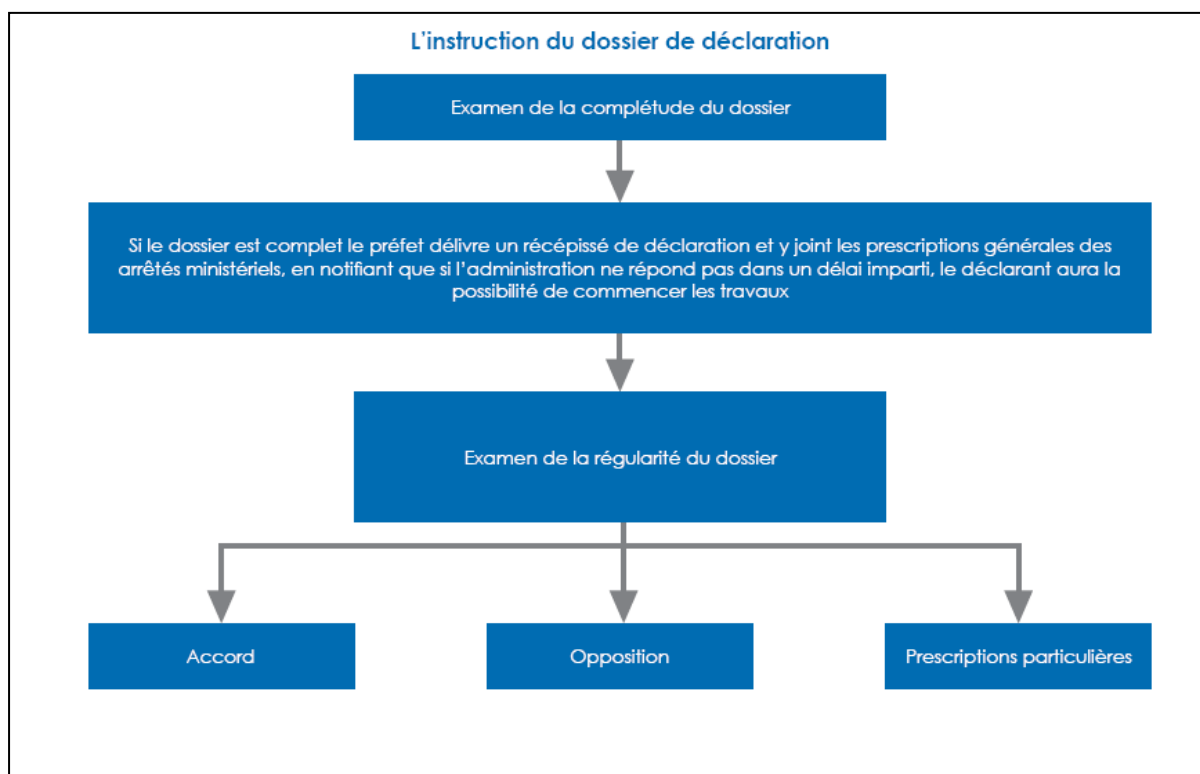 L'instruction du dossier de déclaration
Examen de la complétude du dossier
Si le dossier est complet le préfet délivre un récépissé de déclaration et y joint les prescriptions générales des
arrêtés ministériels, en notifiant que si l'administration ne répond pas dans un délai imparti, le déclarant aura la
possibilité de commencer les travaux
Examen de la régularité du dossier
Accord
Opposition
Prescriptions particulières